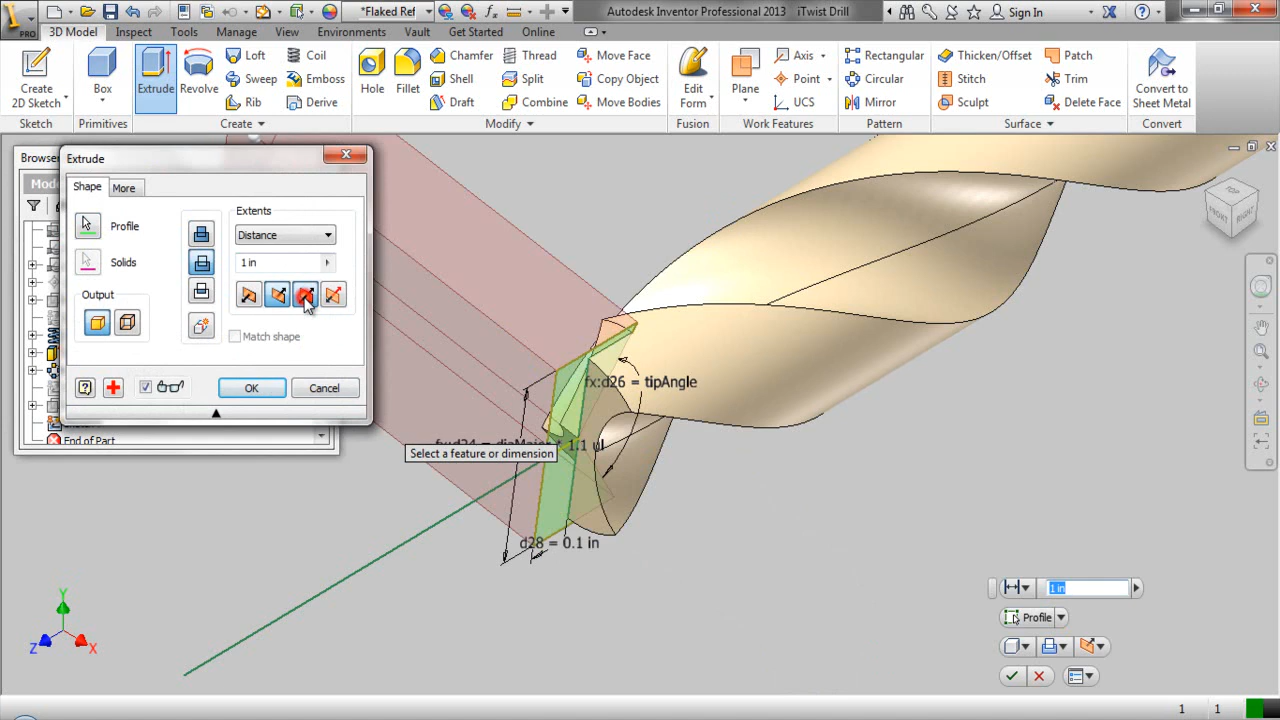 PRO
*Flaked Ref
Autodesk Inventor Professional 2013
iTwist Drill
Sign In
3D Model
Inspect
Tools
Manage
View
Environments
Vault
Get Started
Online
Create
2D Sketch
Box
Extrude
Revolve
Loft
Sweep
Rib
Coil
Emboss
Derive
Hole
Fillet
Chamfer
Shell
Draft
Thread
Split
Combine
Move Face
Copy Object
Move Bodies
Edit
Form
Plane
Axis
Point
UCS
Rectangular
Circular
Mirror
Thicken/Offset
Stitch
Sculpt
Patch
Trim
Delete Face
Convert to
Sheet Metal
Sketch
Primitives
Create
Modify
Fusion
Work Features
Pattern
Surface
Convert
Extrude
Shape
More
Profile
Solids
Output
Extents
Distance
1 in
Match shape
OK
Cancel
End of Part
fx:d26 = tipAngle
Select a feature or dimension
d28 = 0.1 in
FRONT
RIGHT
Y
Z
X
1 in
Profile
1
1